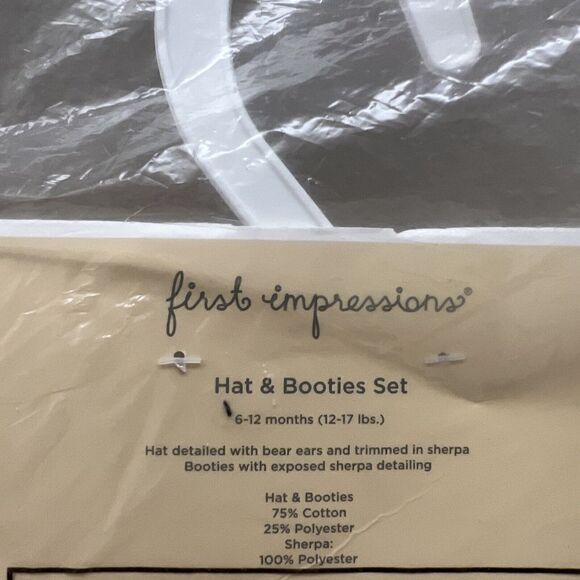 first impressions®
Hat & Booties Set
6-12 months (12-17 lbs.)
Hat detailed with bear ears and trimmed in sherpa
Booties with exposed sherpa detailing
Hat & Booties
75% Cotton
25% Polyester
Sherpa:
100% Polyester